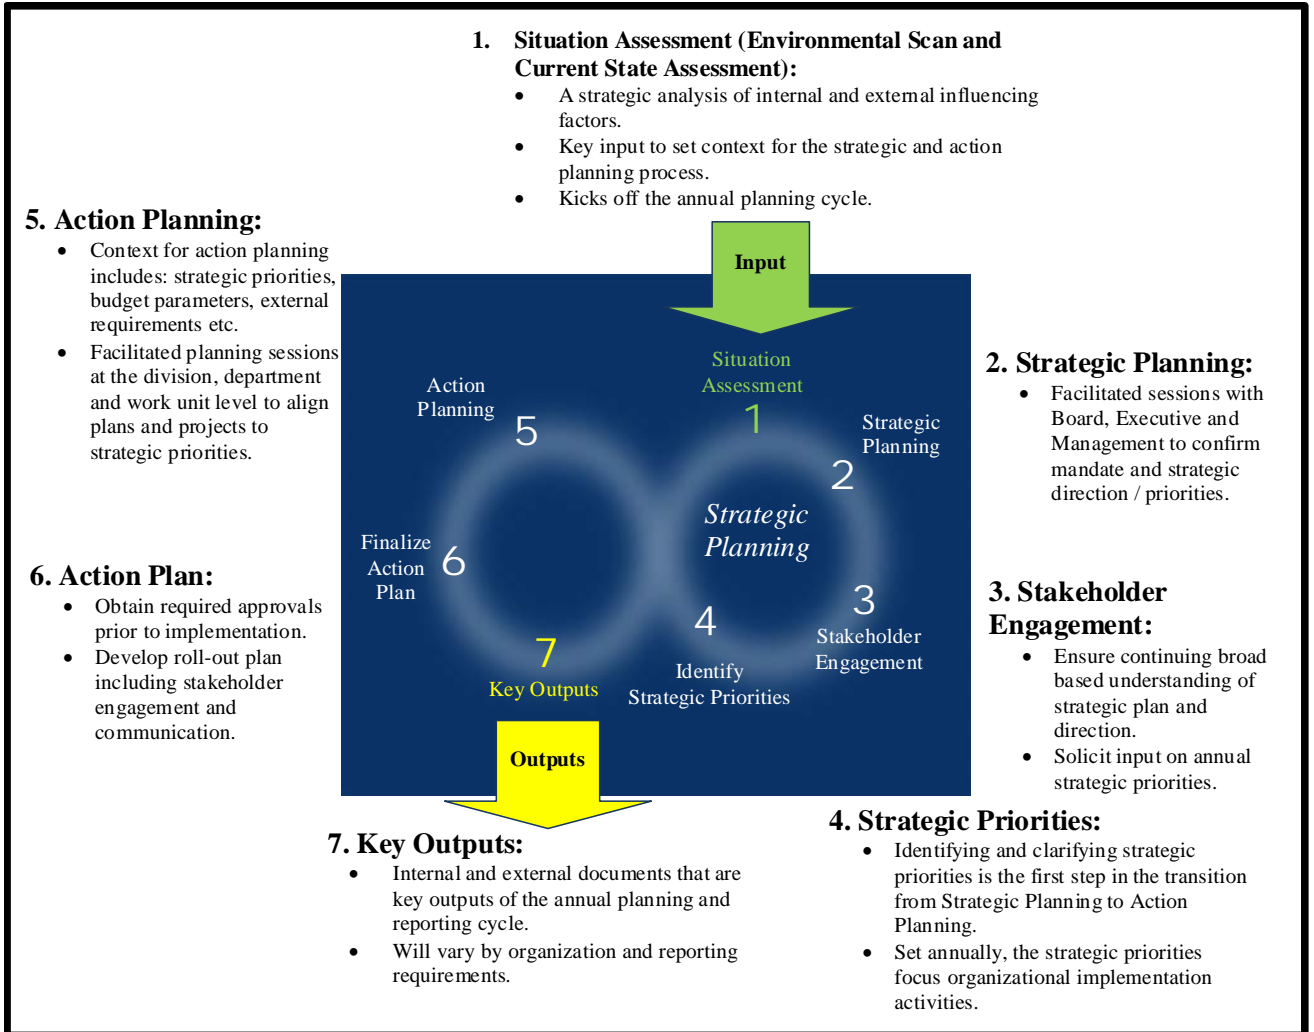 1. Situation Assessment (Environmental Scan and
Current State Assessment):
• A strategic analysis of internal and external influencing
factors.
• Key input to set context for the strategic and action
planning process.
• Kicks off the annual planning cycle.
5. Action Planning:
• Context for action planning
includes: strategic priorities,
budget parameters, external
requirements etc.
• Facilitated planning sessions
at the division, department
and work unit level to align
plans and projects to
strategic priorities.
Input
Situation
Assessment
1
Action
Planning
5
Strategic
Planning
2
Strategic
Planning
Finalize
Action
Plan
6
3
Stakeholder
Engagement
4
Identify
Strategic Priorities
7
Key Outputs
Outputs
2. Strategic Planning:
• Facilitated sessions with
Board, Executive and
Management to confirm
mandate and strategic
direction / priorities.
6. Action Plan:
• Obtain required approvals
prior to implementation.
• Develop roll-out plan
including stakeholder
engagement and
communication.
3. Stakeholder
Engagement:
• Ensure continuing broad
based understanding of
strategic plan and
direction.
• Solicit input on annual
strategic priorities.
4. Strategic Priorities:
• Identifying and clarifying strategic
priorities is the first step in the transition
from Strategic Planning to Action
Planning.
• Set annually, the strategic priorities
focus organizational implementation
activities.
7. Key Outputs:
• Internal and external documents that are
key outputs of the annual planning and
reporting cycle.
• Will vary by organization and reporting
requirements.